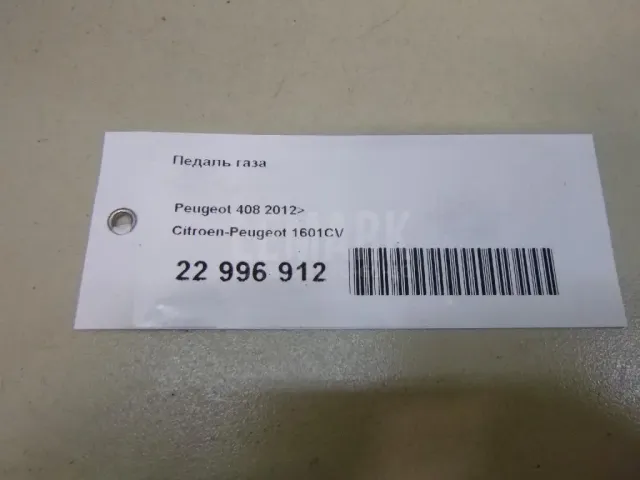 Педаль газа
Peugeot 408 2012>
Citroen-Peugeot 1601CV
22 996 912